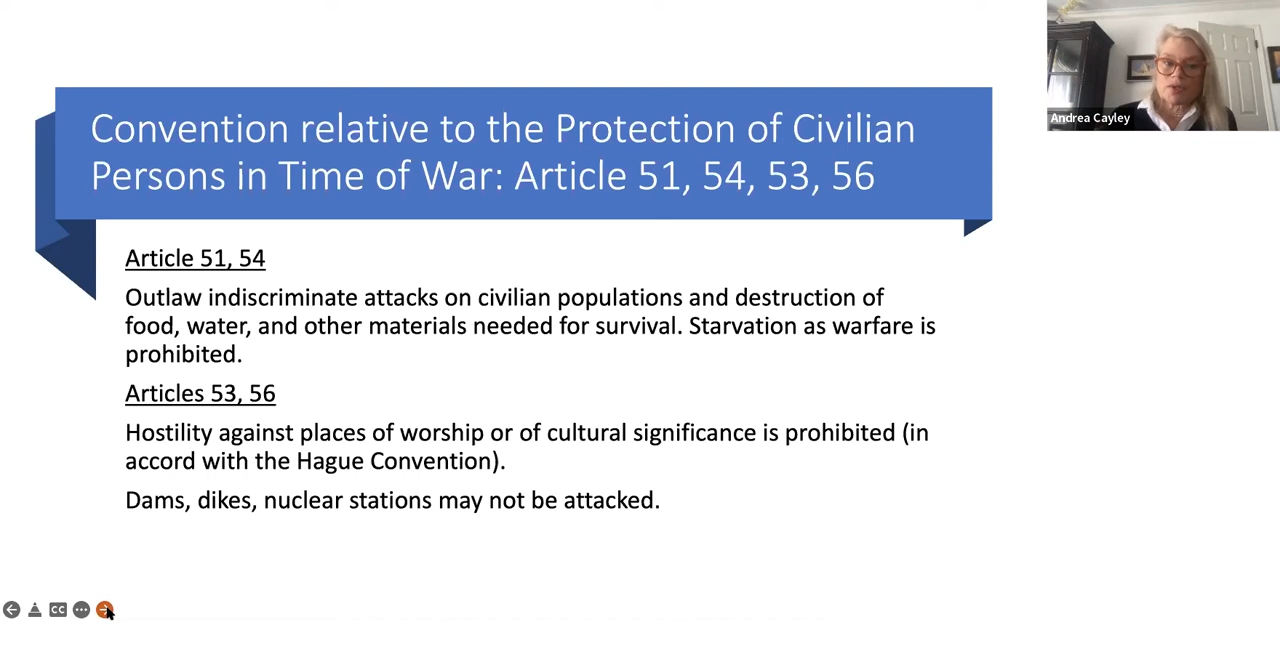 Convention relative to the Protection of Civilian
Persons in Time of War: Article 51, 54, 53, 56
Article 51, 54
Outlaw indiscriminate attacks on civilian populations and destruction of
food, water, and other materials needed for survival. Starvation as warfare is
prohibited.
Articles 53, 56
Hostility against places of worship or of cultural significance is prohibited (in
accord with the Hague Convention).
Dams, dikes, nuclear stations may not be attacked.
Andrea Cayley
CC